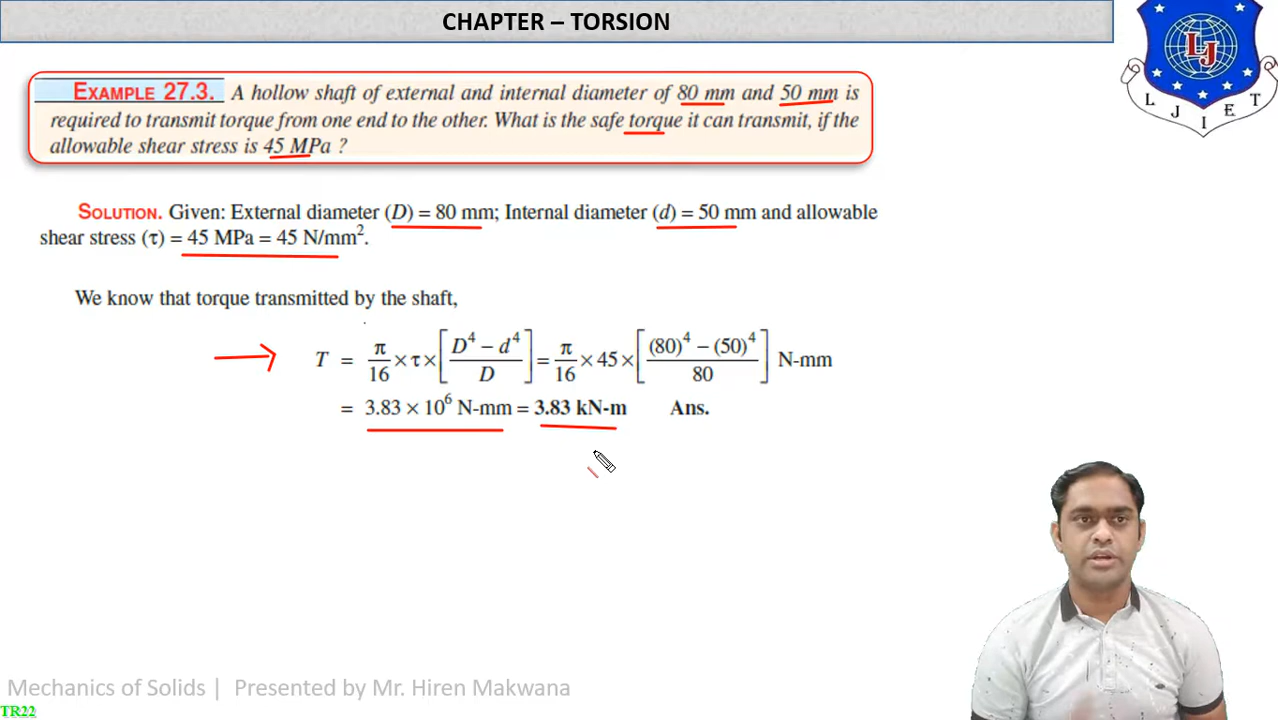 CHAPTER – TORSION
LJ
L J I E T
EXAMPLE 27.3. A hollow shaft of external and internal diameter of 80 mm and 50 mm is
required to transmit torque from one end to the other. What is the safe torque it can transmit, if the
allowable shear stress is 45 MPa ?
SOLUTION. Given: External diameter (D) = 80 mm; Internal diameter (d) = 50 mm and allowable
shear stress (τ) = 45 MPa = 45 N/mm².
We know that torque transmitted by the shaft,
T = π/16 × τ × [D⁴ – d⁴/D] = π/16 × 45 × [(80)⁴ – (50)⁴/80] N-mm
= 3.83 × 10⁶ N-mm = 3.83 kN-m Ans.
Mechanics of Solids | Presented by Mr. Hiren Makwana
TR22